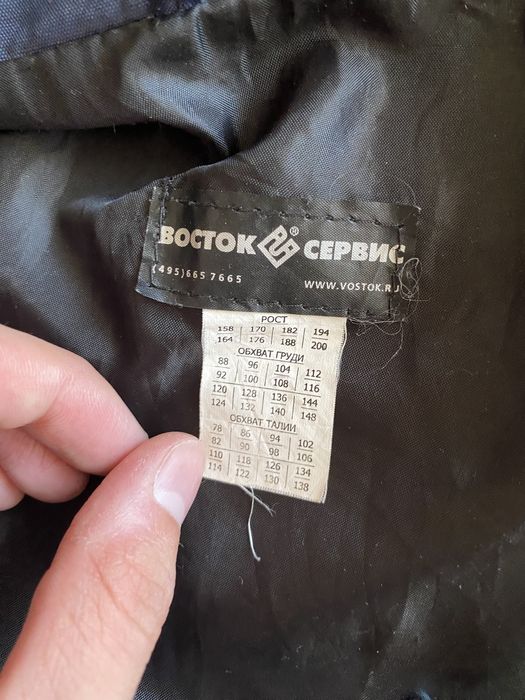 ВОСТОК ® СЕРВИС
(495)665 7665 WWW.VOSTOK.RU
РОСТ
158 170 182 194
164 176 188 200
ОБХВАТ ГРУДИ
88 96 104 112
92 100 108 116
120 128 136 144
124 132 140 148
ОБХВАТ ТАЛИИ
78 86 94 102
82 90 98 106
110 118 126 134
114 122 130 138